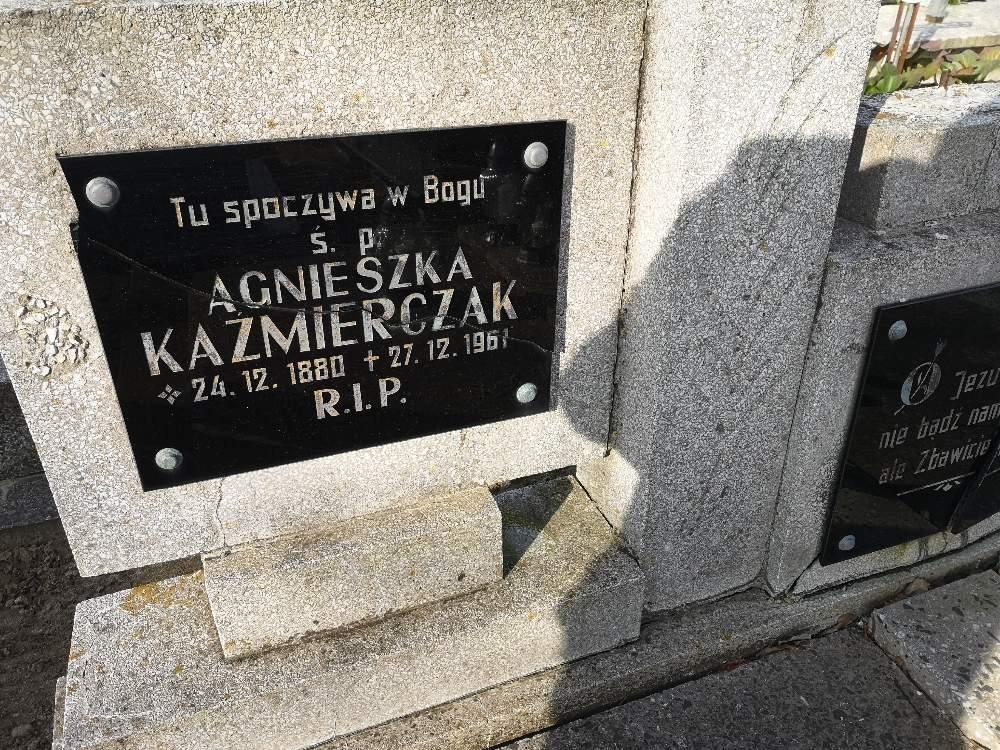 Tu spoczywa w Bogu
Ś. p
AGNIESZKA
KAŹMIERCZAK
24. 12. 1880 + 27. 12. 1961
R.I.P.
Jezu
nie bądź nam
ale Zbawicie